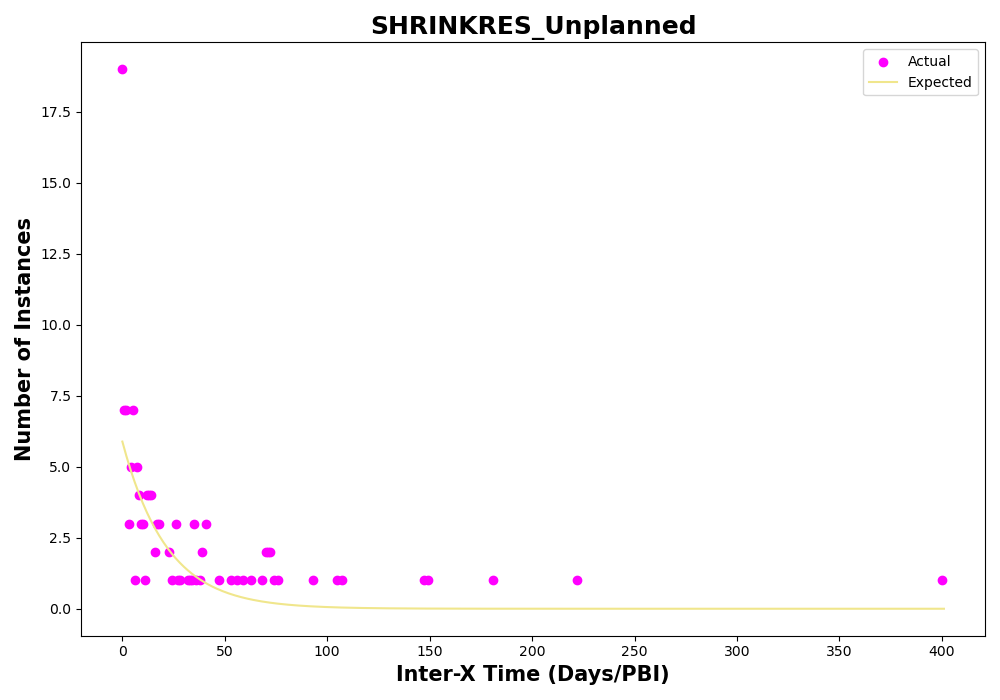 SHRINKRES_Unplanned
Actual
Expected
17.5
15.0
12.5
10.0
7.5
5.0
2.5
0.0
Number of Instances
0 50 100 150 200 250 300 350 400
Inter-X Time (Days/PBI)